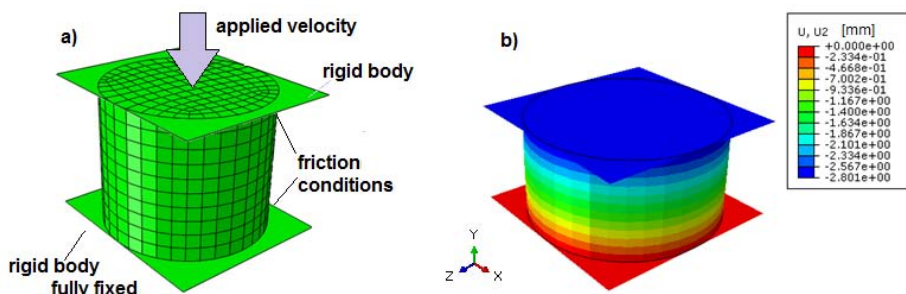 a)
applied velocity
rigid body
friction
conditions
rigid body
fully fixed
b)
U, U2 [mm]
+0.000e+00
-2.334e-01
-4.668e-01
-7.002e-01
-9.336e-01
-1.167e+00
-1.400e+00
-1.634e+00
-1.867e+00
-2.101e+00
-2.334e+00
-2.567e+00
-2.801e+00
Y
Z
X